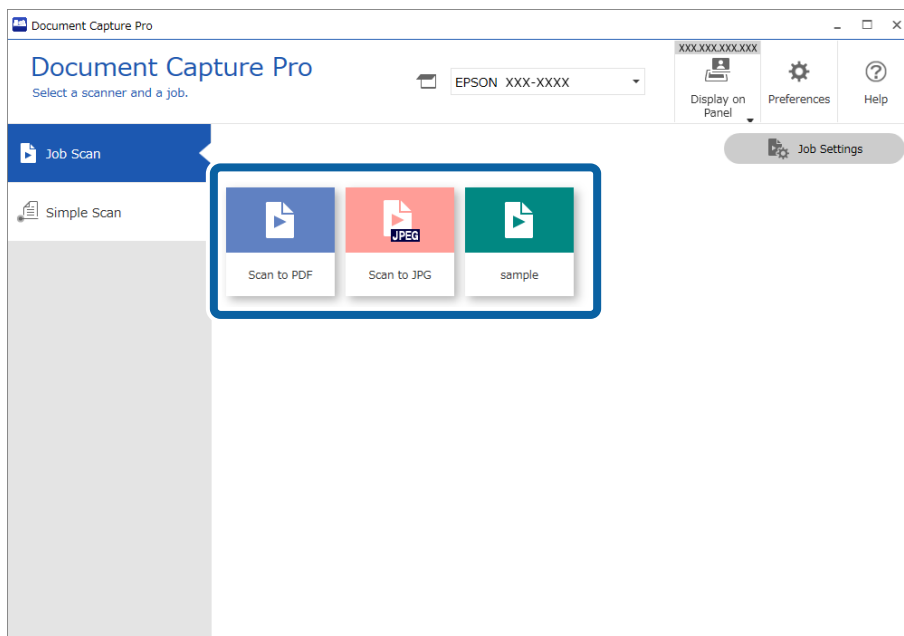 Document Capture Pro
Document Capture Pro
Select a scanner and a job.
EPSON XXX-XXXX
XXX.XXX.XXX.XXX
Display on
Panel
Preferences
Help
Job Scan
Job Settings
Simple Scan
JPEG
Scan to PDF
Scan to JPG
sample